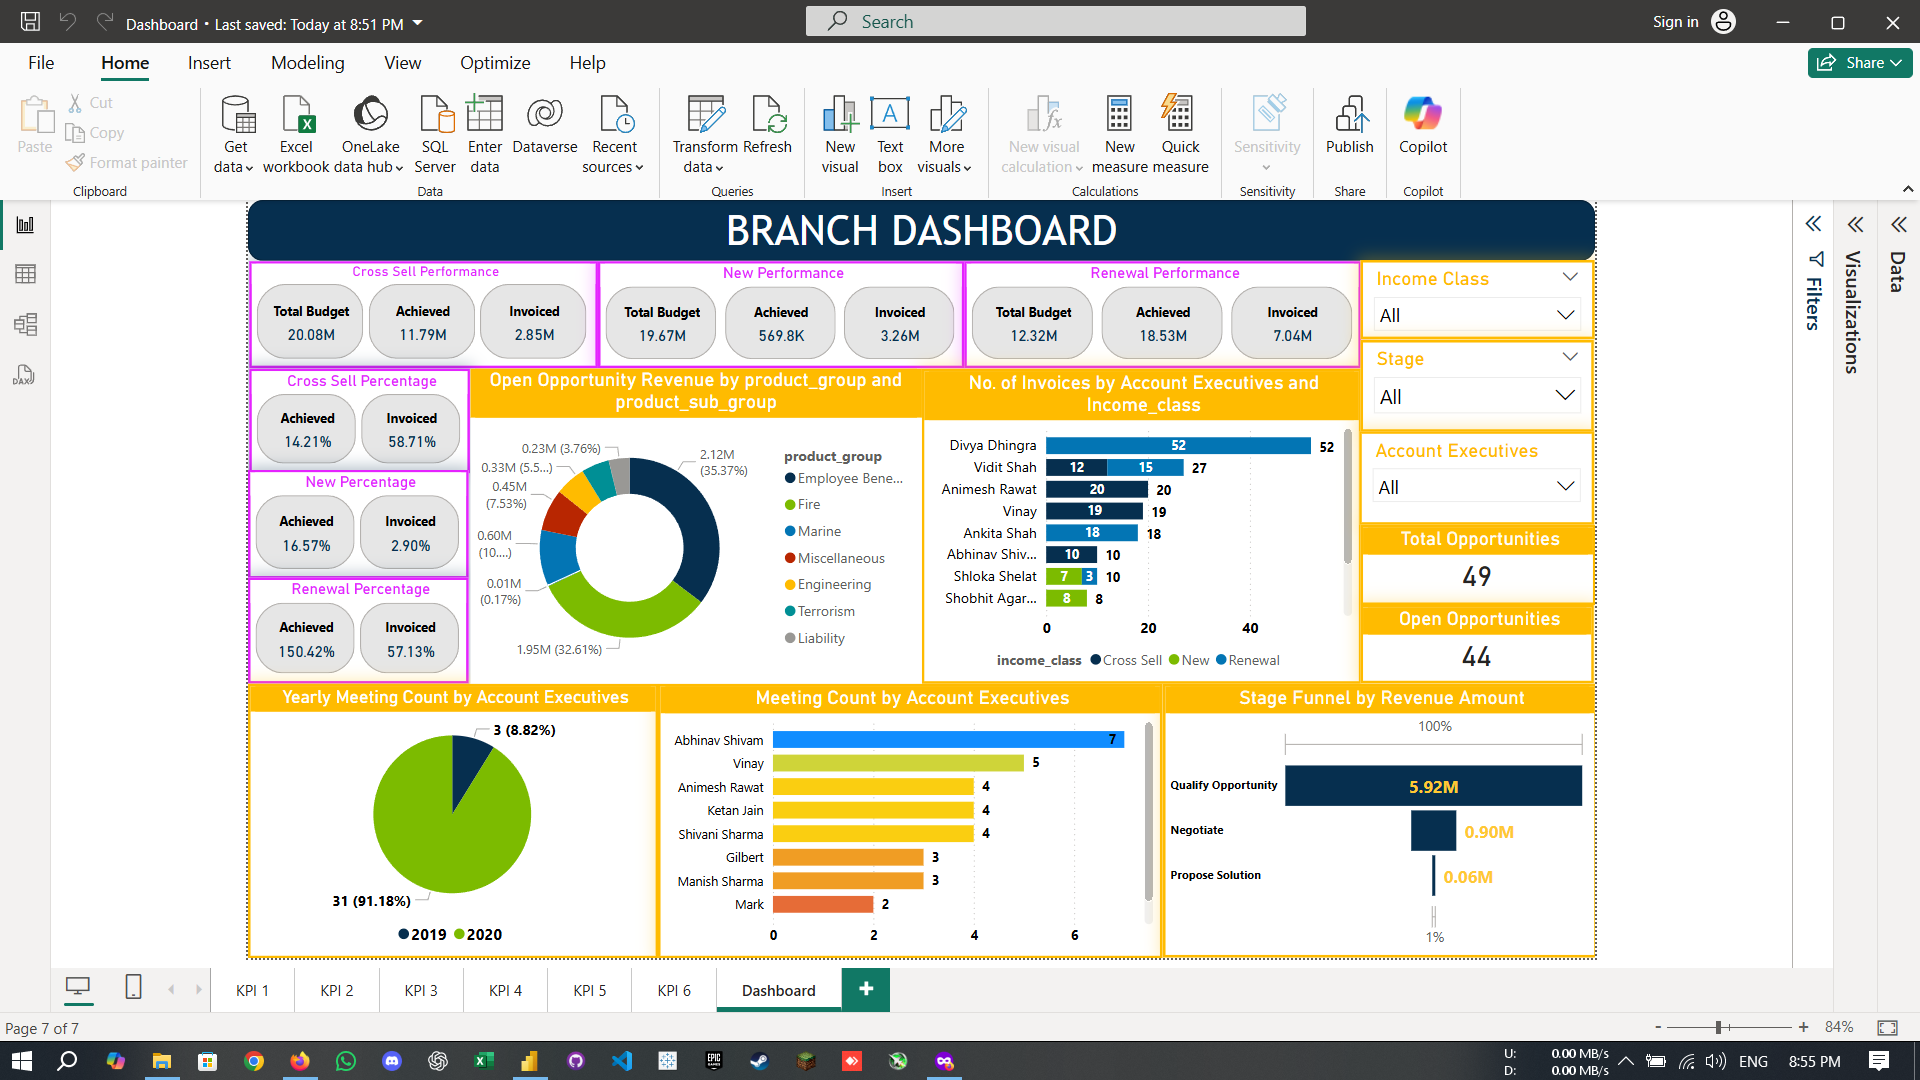 Dashboard • Last saved: Today at 8:51 PM
Search
Sign in
File
Home
Insert
Modeling
View
Optimize
Help
Share
Paste
Cut
Copy
Format painter
Clipboard
Get data
Excel workbook
OneLake data hub
SQL Server
Enter data
Dataverse
Recent sources
Data
Transform data
Refresh
Queries
New visual
Text box
More visuals
Insert
New visual calculation
New measure
Quick measure
Calculations
Sensitivity
Sensitivity
Publish
Share
Copilot
Copilot
BRANCH DASHBOARD
Cross Sell Performance
Total Budget
20.08M
Achieved
11.79M
Invoiced
2.85M
New Performance
Total Budget
19.67M
Achieved
569.8K
Invoiced
3.26M
Renewal Performance
Total Budget
12.32M
Achieved
18.53M
Invoiced
7.04M
Income Class
All
Stage
All
Account Executives
All
Total Opportunities
49
Open Opportunities
44
Filters
Visualizations
Data
Cross Sell Percentage
Achieved
14.21%
Invoiced
58.71%
New Percentage
Achieved
16.57%
Invoiced
2.90%
Renewal Percentage
Achieved
150.42%
Invoiced
57.13%
Open Opportunity Revenue by product_group and
product_sub_group
0.23M (3.76%)
0.33M (5.5...)
0.45M
(7.53%)
0.60M
(10....)
0.01M
(0.17%)
1.95M (32.61%)
2.12M
(35.37%)
product_group
Employee Bene...
Fire
Marine
Miscellaneous
Engineering
Terrorism
Liability
No. of Invoices by Account Executives and
Income_class
Divya Dhingra 52 52
Vidit Shah 12 15 27
Animesh Rawat 20 20
Vinay 19 19
Ankita Shah 18 18
Abhinav Shiv... 10 10
Shloka Shelat 7 3 10
Shobhit Agar... 8 8
0 20 40
income_class Cross Sell New Renewal
Yearly Meeting Count by Account Executives
3 (8.82%)
31 (91.18%)
2019 2020
Meeting Count by Account Executives
Abhinav Shivam 7
Vinay 5
Animesh Rawat 4
Ketan Jain 4
Shivani Sharma 4
Gilbert 3
Manish Sharma 3
Mark 2
0 2 4 6
Stage Funnel by Revenue Amount
100%
Qualify Opportunity 5.92M
Negotiate 0.90M
Propose Solution 0.06M
1%
KPI 1
KPI 2
KPI 3
KPI 4
KPI 5
KPI 6
Dashboard
+
Page 7 of 7
- + 84%
U: 0.00 MB/s
D: 0.00 MB/s
ENG
8:55 PM